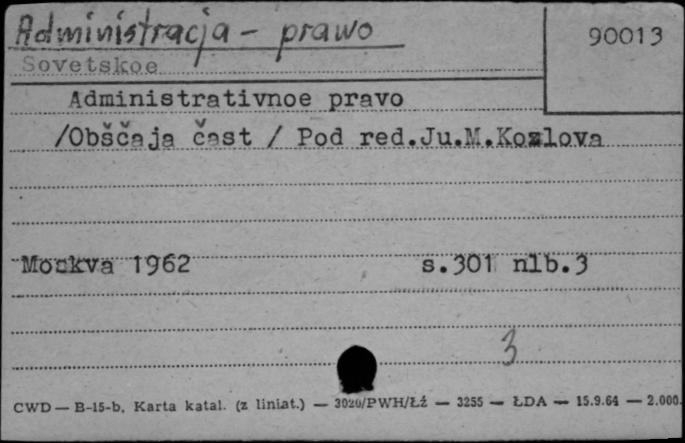 Administracja - prawo
90013
Sovetskoe
Administrativnoe pravo
/Obščaja čast / Pod red.Ju.M.Kozlova
Moskva 1962 s.301 nlb.3
3
CWD — B-15-b, Karta katal. (z liniat.) — 3020/PWH/Łź — 3255 — ŁDA — 15.9.64 — 2.000.